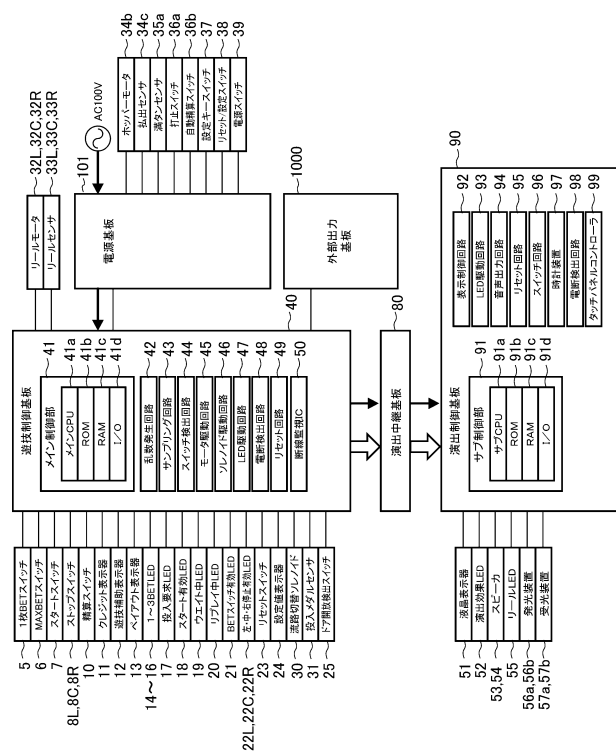 5
1枚BETスイッチ
6
MAXBETスイッチ
7
スタートスイッチ
8L,8C,8R
ストップスイッチ
10
精算スイッチ
11
クレジット表示器
12
遊技補助表示器
13
ペイアウト表示器
14〜16
1〜3BETLED
17
投入要求LED
18
スタート有効LED
19
ウエイト中LED
20
リプレイ中LED
21
BETスイッチ有効LED
22L,22C,22R
左・中・右停止有効LED
23
リセットスイッチ
24
設定値表示器
30
流路切替ソレノイド
31
投入メダルセンサ
25
ドア開放検出スイッチ
遊技制御基板
40
メイン制御部
41
メインCPU
41a
ROM
41b
RAM
41c
I/O
41d
乱数発生回路
42
サンプリング回路
43
スイッチ検出回路
44
モータ駆動回路
45
ソレノイド駆動回路
46
LED駆動回路
47
電断検出回路
48
リセット回路
49
断線監視IC
50
リールモータ
32L,32C,32R
リールセンサ
33L,33C,33R
AC100V
電源基板
101
ホッパーモータ
34b
払出センサ
34c
満タンセンサ
35a
打止スイッチ
36a
自動精算スイッチ
36b
設定キースイッチ
37
リセット/設定スイッチ
38
電源スイッチ
39
外部出力
基板
1000
演出中継基板
80
51
液晶表示器
52
演出効果LED
53,54
スピーカ
55
リールLED
56a,56b
発光装置
57a,57b
受光装置
演出制御基板
90
サブ制御部
91
サブCPU
91a
ROM
91b
RAM
91c
I/O
91d
表示制御回路
92
LED駆動回路
93
音声出力回路
94
リセット回路
95
スイッチ回路
96
時計装置
97
電断検出回路
98
タッチパネルコントローラ
99